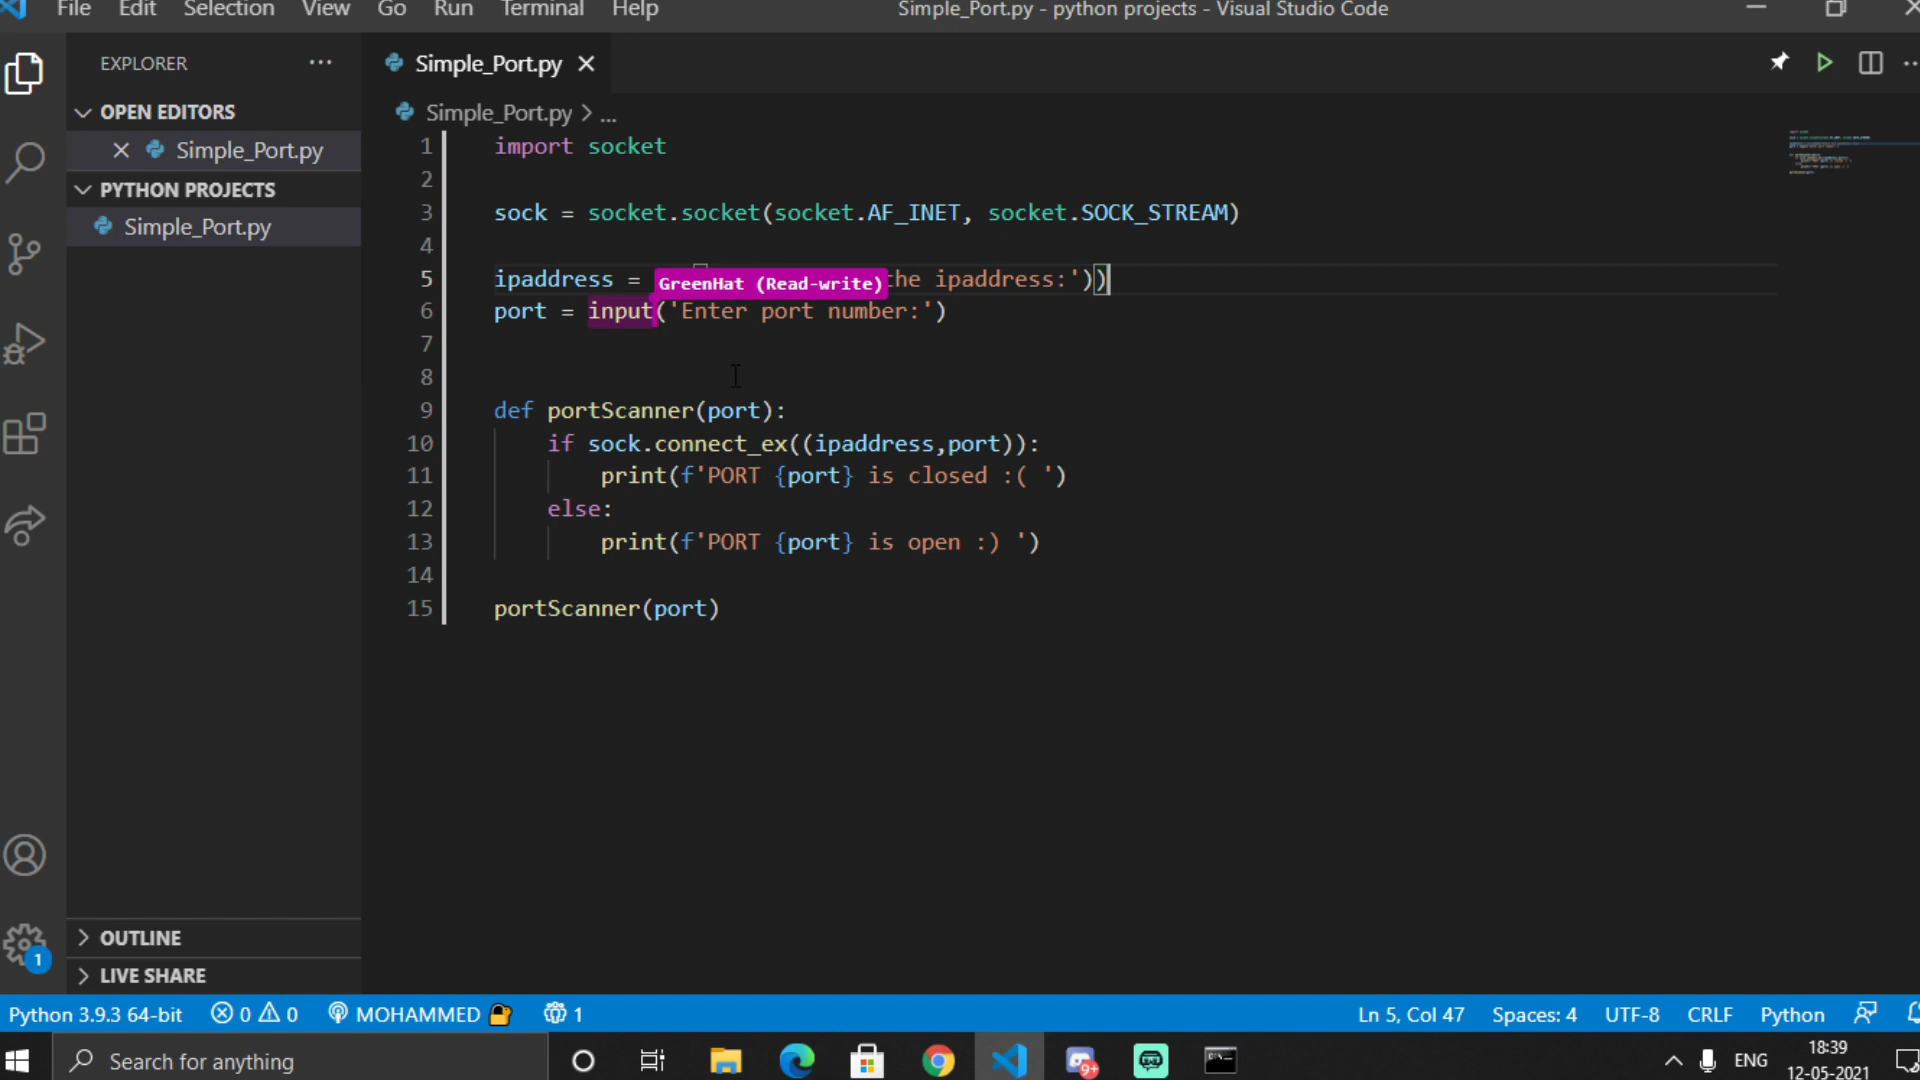 File Edit Selection View Go Run Terminal Help
Simple_Port.py - python projects - Visual Studio Code
EXPLORER
Simple_Port.py
OPEN EDITORS
Simple_Port.py
PYTHON PROJECTS
Simple_Port.py
Simple_Port.py > ...
1 import socket
2
3 sock = socket.socket(socket.AF_INET, socket.SOCK_STREAM)
4
5 ipaddress = the ipaddress:'))
GreenHat (Read-write)
6 port = input('Enter port number:')
7
8
9 def portScanner(port):
10 if sock.connect_ex((ipaddress,port)):
11 print(f'PORT {port} is closed :( ')
12 else:
13 print(f'PORT {port} is open :) ')
14
15 portScanner(port)
OUTLINE
1
LIVE SHARE
Python 3.9.3 64-bit 0 0 MOHAMMED 1 Ln 5, Col 47 Spaces: 4 UTF-8 CRLF Python
Search for anything
9+
ENG
18:39
12-05-2021